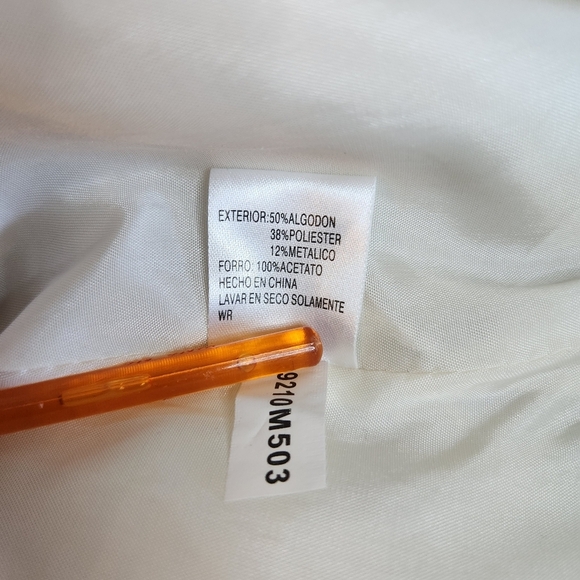 EXTERIOR:50%ALGODON
38%POLIESTER
12%METALICO
FORRO: 100%ACETATO
HECHO EN CHINA
LAVAR EN SECO SOLAMENTE
WR
9210M503